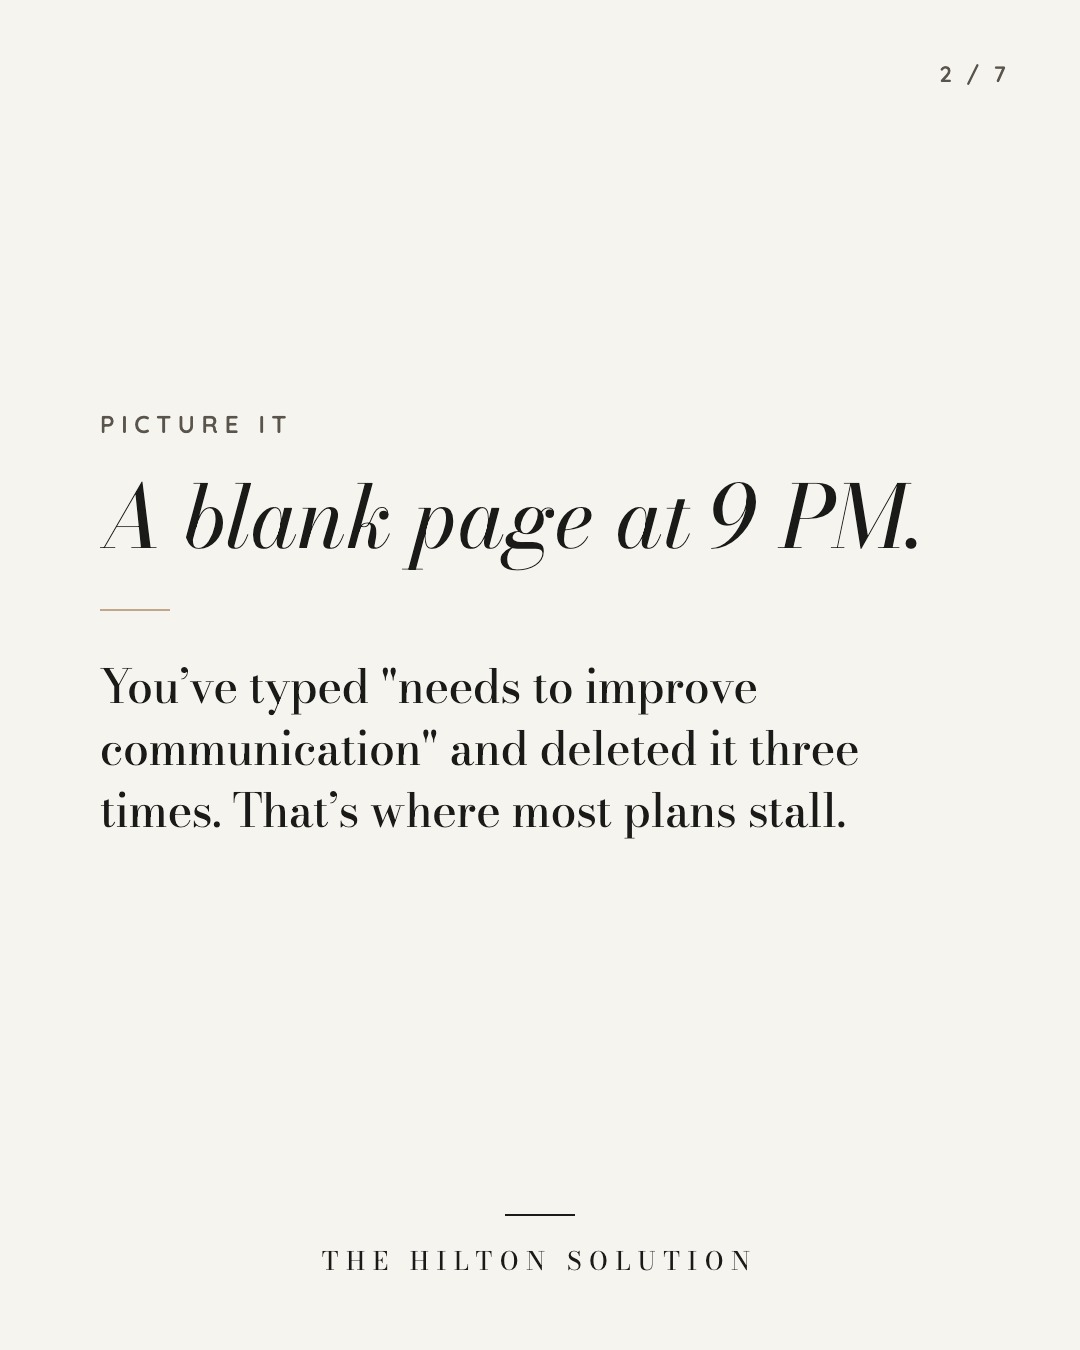 2 / 7
PICTURE IT
A blank page at 9 PM.
You’ve typed "needs to improve
communication" and deleted it three
times. That’s where most plans stall.
THE HILTON SOLUTION